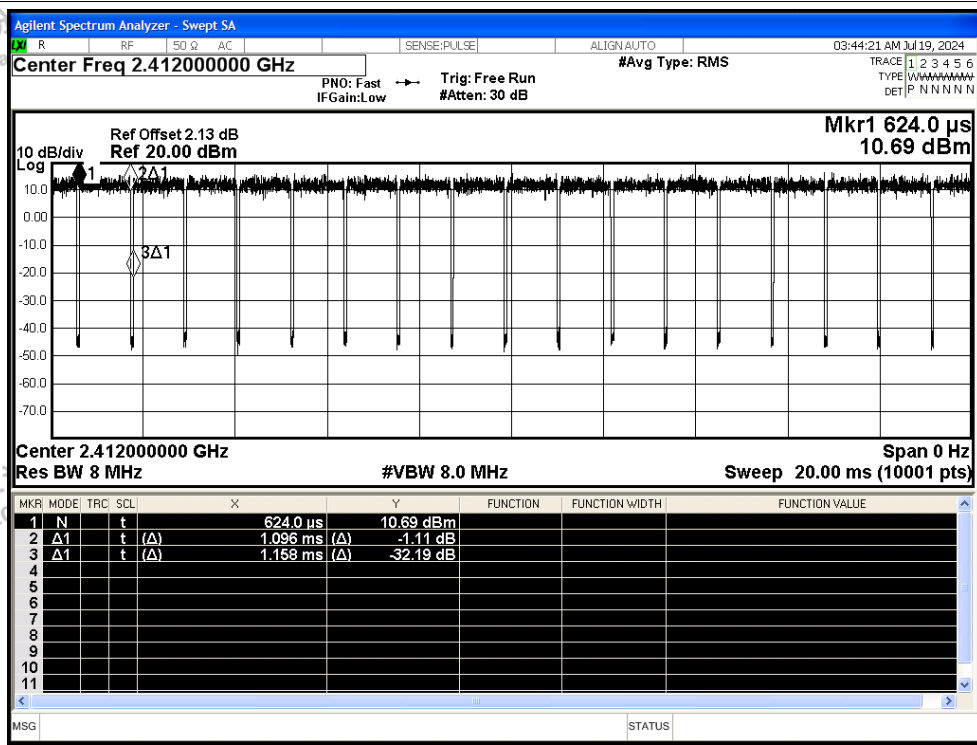 Agilent Spectrum Analyzer - Swept SA
LXI R RF 50 Ω AC SENSE:PULSE ALIGN AUTO 03:44:21 AM Jul 19, 2024
Center Freq 2.412000000 GHz #Avg Type: RMS TRACE 1 2 3 4 5 6
PNO: Fast Trig: Free Run TYPE WWWWWW
IFGain:Low #Atten: 30 dB DET P N N N N N
Mkr1 624.0 µs
Ref Offset 2.13 dB
10 dB/div Ref 20.00 dBm 10.69 dBm
Log
1 2Δ1
10.0
0.00
-10.0
3Δ1
-20.0
-30.0
-40.0
-50.0
-60.0
-70.0
Center 2.412000000 GHz Span 0 Hz
Res BW 8 MHz #VBW 8.0 MHz Sweep 20.00 ms (10001 pts)
MKR MODE TRC SCL X Y FUNCTION FUNCTION WIDTH FUNCTION VALUE
1 N t 624.0 µs 10.69 dBm
2 Δ1 t (Δ) 1.096 ms (Δ) -1.11 dB
3 Δ1 t (Δ) 1.158 ms (Δ) -32.19 dB
4
5
6
7
8
9
10
11
MSG STATUS